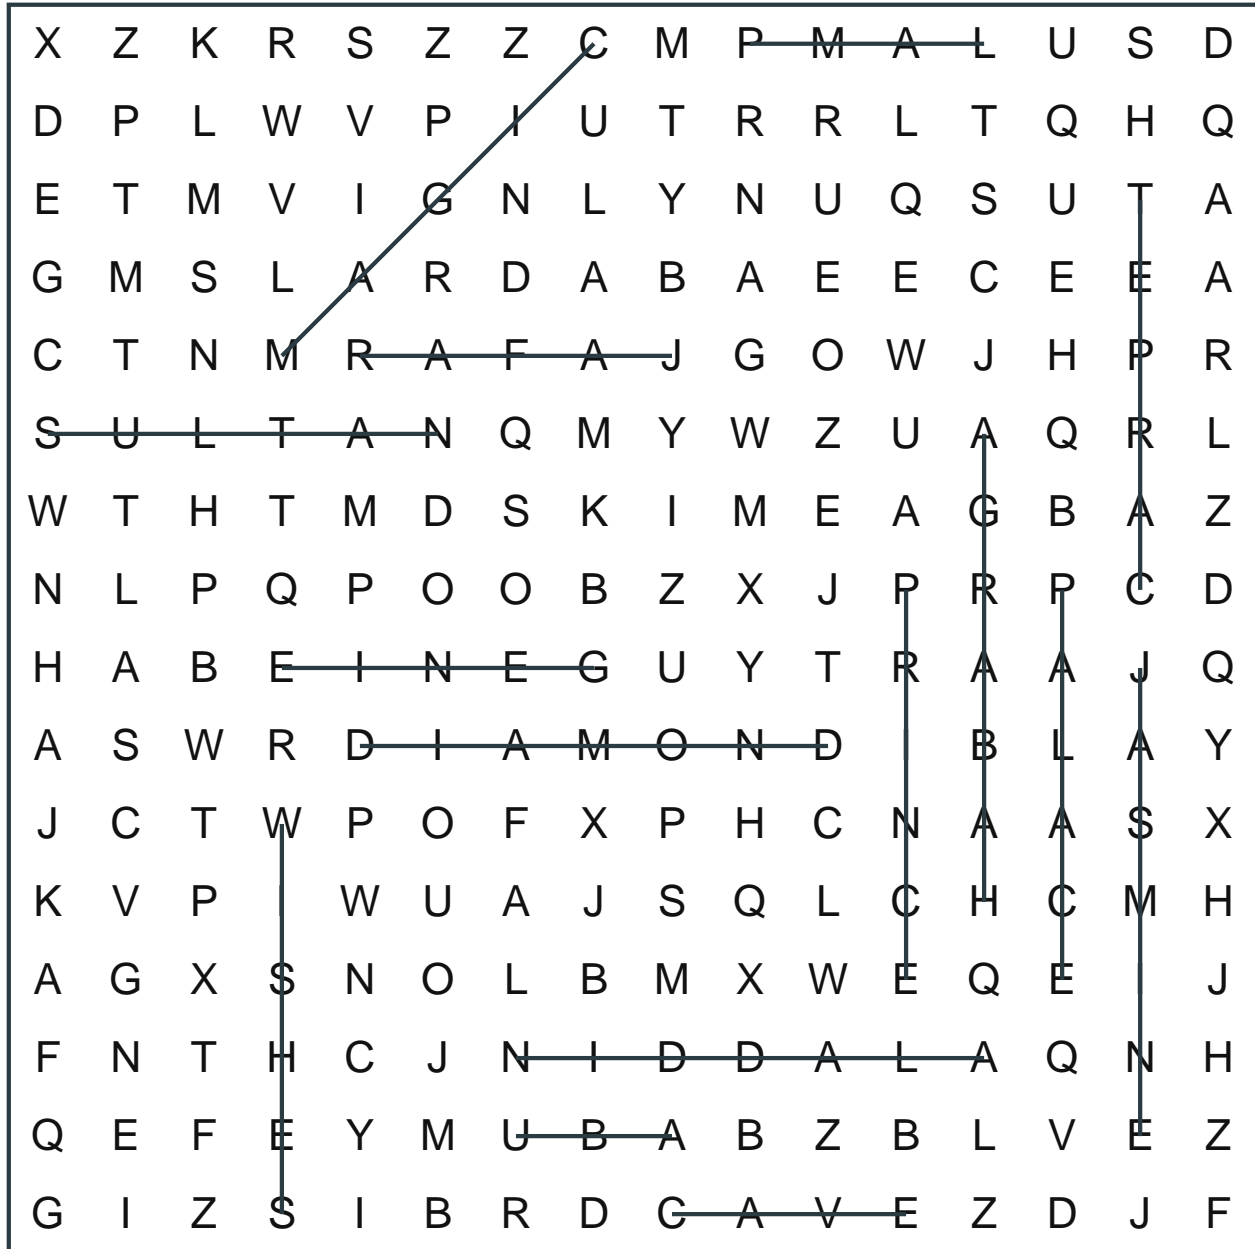 X Z K R S Z Z C M P M A L U S D
D P L W V P I U T R R L T Q H Q
E T M V I G N L Y N U Q S U T A
G M S L A R D A B A E E C E E A
C T N M R A F A J G O W J H P R
S U L T A N Q M Y W Z U A Q R L
W T H T M D S K I M E A G B A Z
N L P Q P O O B Z X J P R P C D
H A B E I N E G U Y T R A A J Q
A S W R D I A M O N D I B L A Y
J C T W P O F X P H C N A A S X
K V P I W U A J S Q L C H C M H
A G X S N O L B M X W E Q E I J
F N T H C J N I D D A L A Q N H
Q E F E Y M U B A B Z B L V E Z
G I Z S I B R D C A V E Z D J F